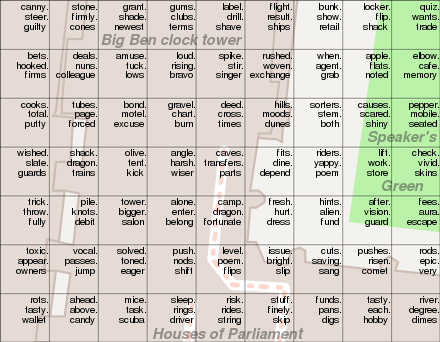 canny.
steer.
guilty
stone.
firmly.
cones
grant.
shade.
newest
gums.
clubs.
terms
label.
drill.
shave
flight.
result.
ships
bunk.
show.
retail
locker.
flip.
shack
quiz.
wants.
trade
Big Ben clock tower
bets.
hooked.
firms
deals.
nuns.
colleague
amuse.
tuck.
lows
loud.
fur.
bravo
spike.
stir.
singer
rushed.
woven.
exchange
when.
agent.
grab
apple.
flats.
noted
elbow.
cafe.
memory
cooks.
total.
putty
tubes.
page.
forced
bond.
motel.
excuse
gravel.
chart.
burn
deed.
cross.
times
hills.
moods.
dunes
sorters.
stem.
both
causes.
scared.
shiny
pepper.
mobile.
seated
Speaker's
wished.
slate.
guards
shack.
dragon.
trains
olive.
tent.
kick
angle.
harsh.
wiser
caves.
transfers.
parts
fits.
dine.
depend
riders.
yappy.
poem
lift.
work.
store
check.
vivid.
skins
Green
trick.
throw.
fully
pile.
knots.
debit
tower.
bigger.
salon
alone.
enter.
belong
camp.
dragon.
fortunate
fresh.
hurt.
dress
hints.
alien.
fund
after.
vision.
guard
fees.
aura.
escape
toxic.
appear.
owners
vocal.
passes.
jump
solved.
toned.
eager
push.
nods.
shift
level.
poem.
flips
issue.
bright.
slip
cuts.
saving.
sang
pushes.
risen.
comet
rods.
epic.
very
rots.
tasty.
wallet
ahead.
above.
candy
mice.
task.
scuba
sleep.
rings.
driver
risk.
rides.
string
stuff.
finely.
skip
funds.
pans.
digs
tasty.
each.
hobby
river.
degree.
dimes
Houses of Parliament